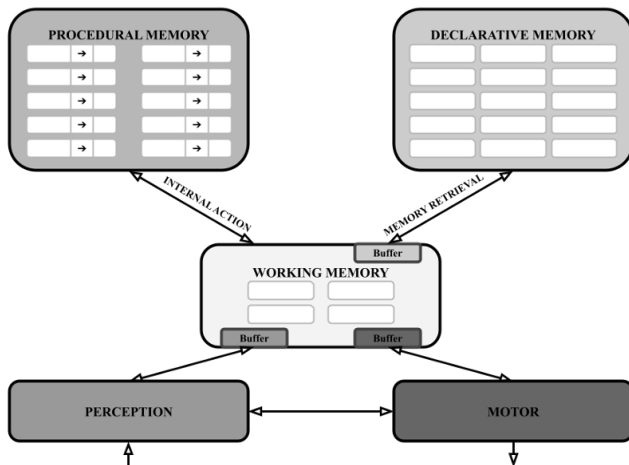 PROCEDURAL MEMORY
DECLARATIVE MEMORY
INTERNAL ACTION
MEMORY RETRIEVAL
Buffer
WORKING MEMORY
Buffer
Buffer
PERCEPTION
MOTOR